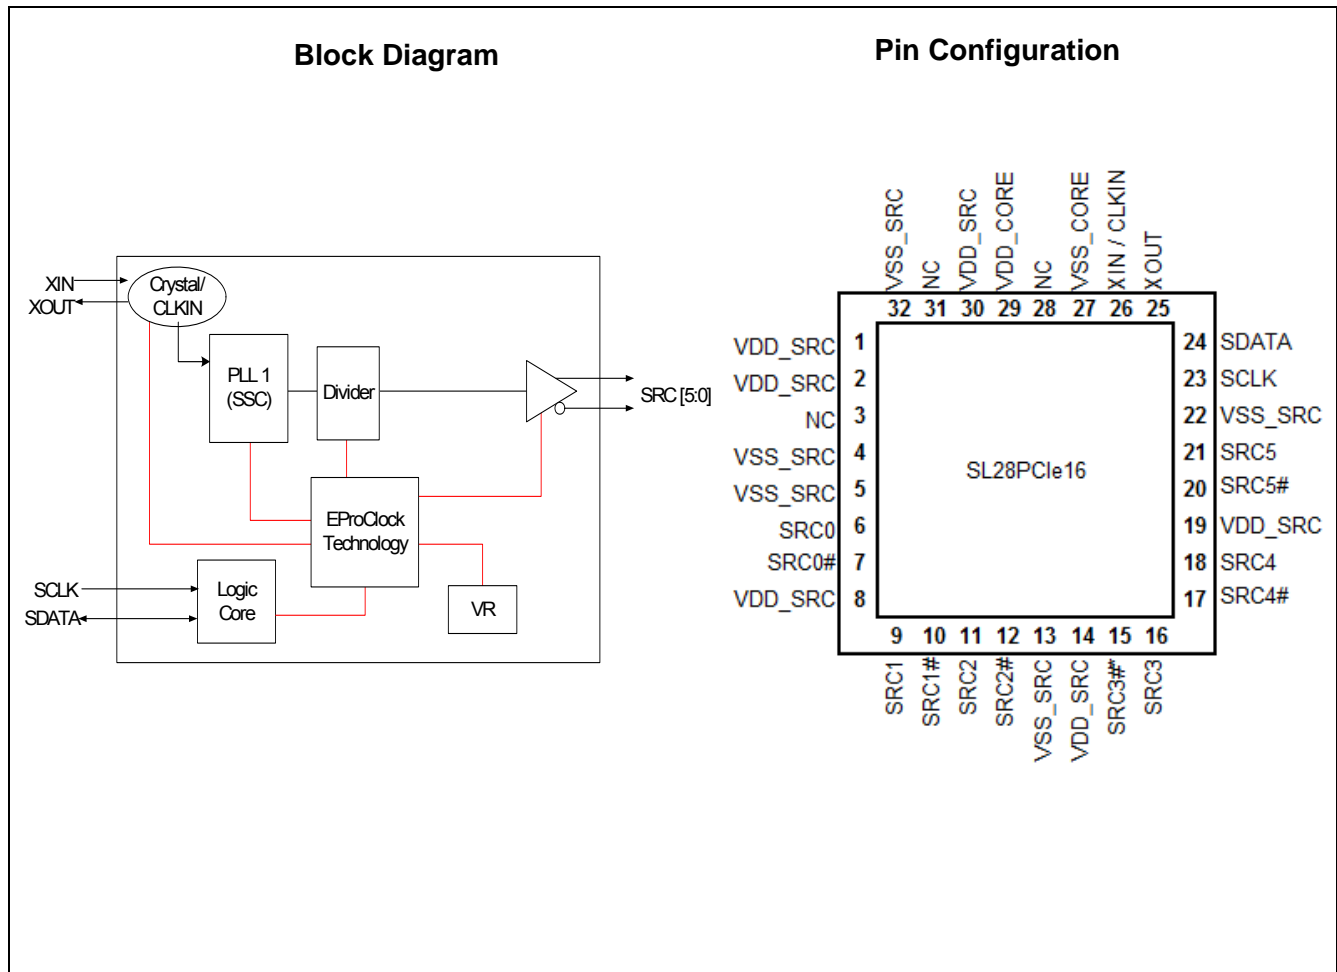 Block Diagram
XIN
XOUT
Crystal/
CLKIN
PLL 1
(SSC)
Divider
SRC [5:0]
EProClock
Technology
SCLK
SDATA
Logic
Core
VR
Pin Configuration
VSS_SRC
NC
VDD_SRC
VDD_CORE
NC
VSS_CORE
XIN / CLKIN
XOUT
32 31 30 29 28 27 26 25
VDD_SRC 1
VDD_SRC 2
NC 3
VSS_SRC 4
VSS_SRC 5
SRC0 6
SRC0# 7
VDD_SRC 8
SL28PCIe16
24 SDATA
23 SCLK
22 VSS_SRC
21 SRC5
20 SRC5#
19 VDD_SRC
18 SRC4
17 SRC4#
9 10 11 12 13 14 15 16
SRC1
SRC1#
SRC2
SRC2#
VSS_SRC
VDD_SRC
SRC3#*
SRC3